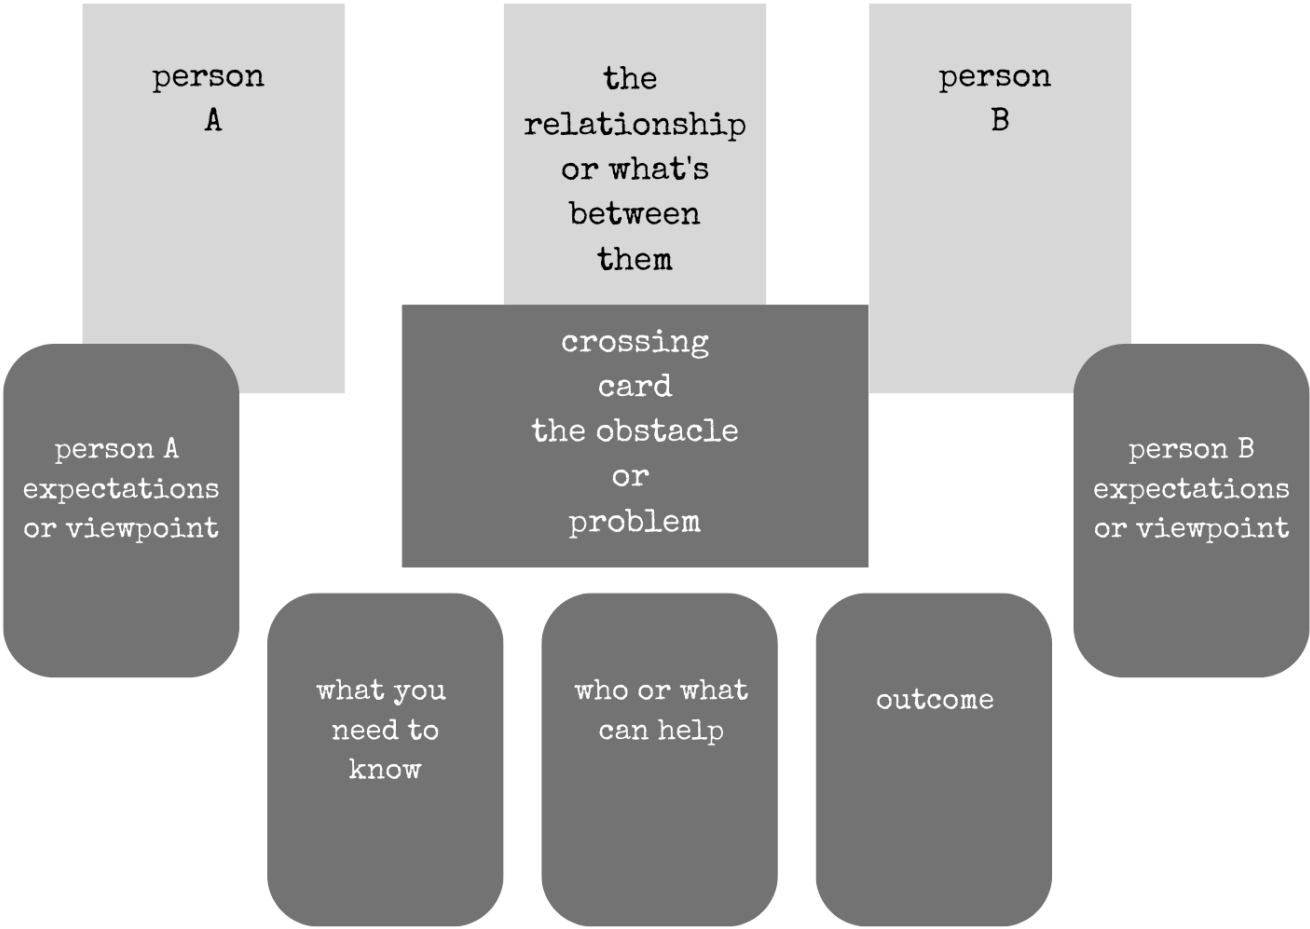 person
A
the
relationship
or what's
between
them
person
B
crossing
card
the obstacle
or
problem
person A
expectations
or viewpoint
person B
expectations
or viewpoint
what you
need to
know
who or what
can help
outcome